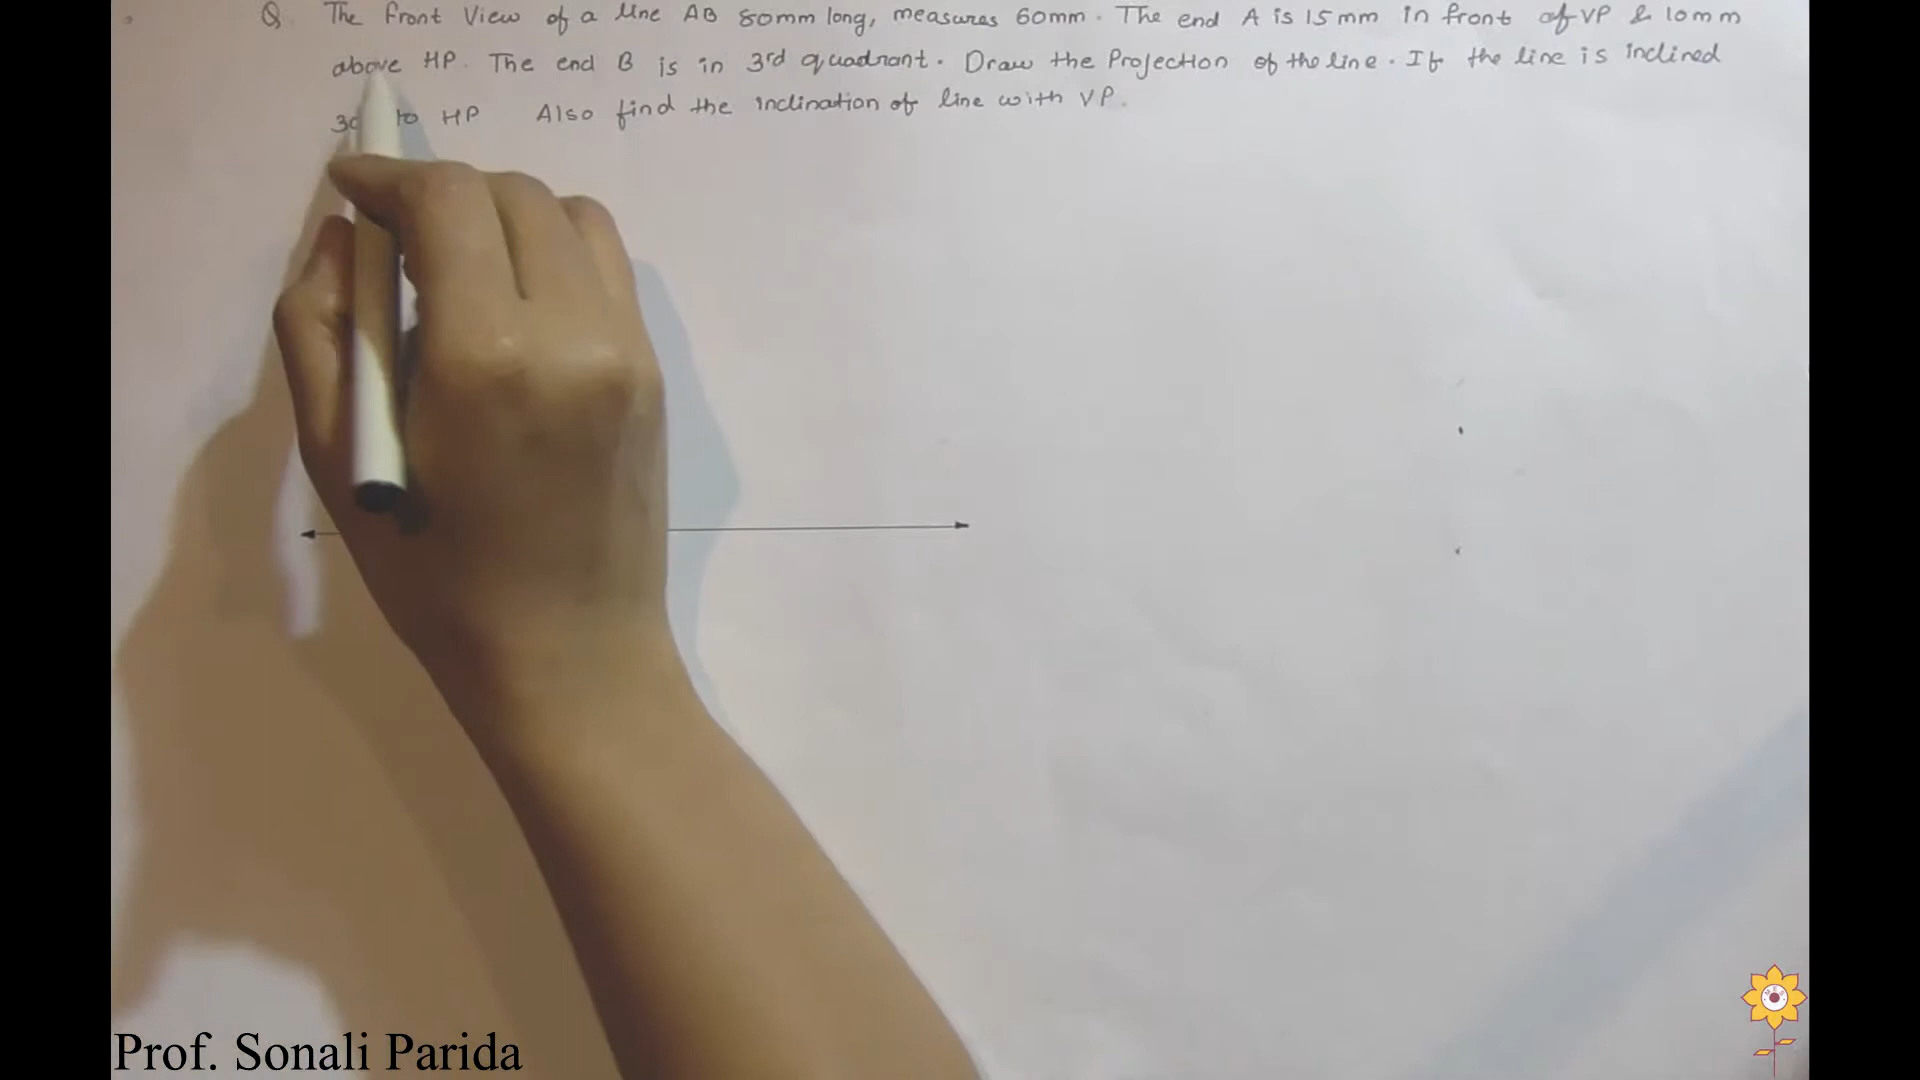 Q. The Front View of a line AB 80mm long, measures 60mm. The end A is 15mm in front of VP & 10mm
above HP. The end B is in 3rd quadrant. Draw the Projection of the line. If the line is inclined
to HP Also find the inclination of line with VP.
Prof. Sonali Parida